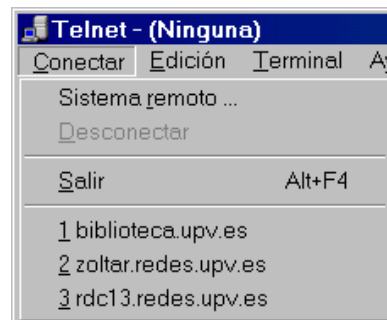 Telnet - (Ninguna)
Conectar Edición Terminal Ay
Sistema remoto ...
Desconectar
Salir Alt+F4
1 biblioteca.upv.es
2 zoltar.redes.upv.es
3 rdc13.redes.upv.es